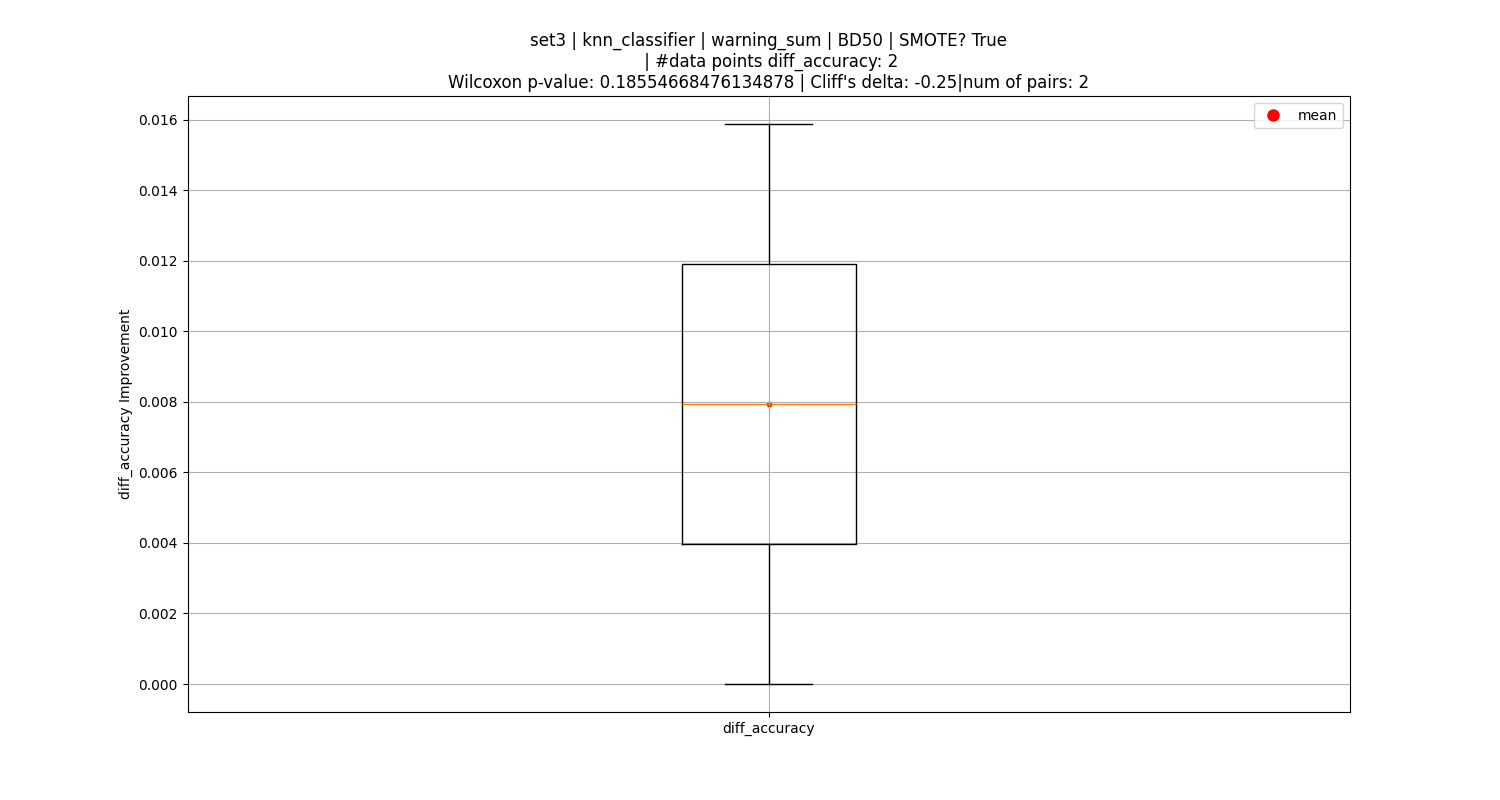 set3 | knn_classifier | warning_sum | BD50 | SMOTE? True
| #data points diff_accuracy: 2
Wilcoxon p-value: 0.18554668476134878 | Cliff's delta: -0.25|num of pairs: 2
mean
0.016
0.014
0.012
0.010
0.008
0.006
0.004
0.002
0.000
diff_accuracy Improvement
diff_accuracy